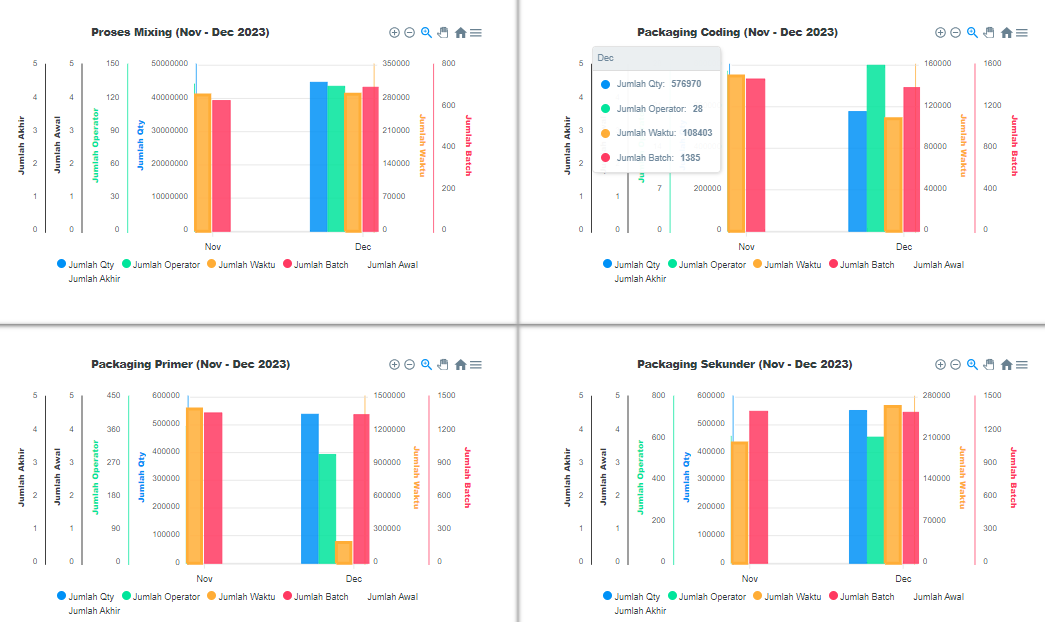 Proses Mixing (Nov - Dec 2023)
5 5 150 50000000 350000 800
4 4 120 40000000 280000 600
3 3 90 30000000 210000 400
2 2 60 20000000 140000 200
1 1 30 10000000 70000
0 0 0 0 0 0
Jumlah Akhir
Jumlah Awal
Jumlah Operator
Jumlah Qty
Jumlah Waktu
Jumlah Batch
Nov Dec
Jumlah Qty Jumlah Operator Jumlah Waktu Jumlah Batch Jumlah Awal
Jumlah Akhir
Packaging Coding (Nov - Dec 2023)
Dec
Jumlah Qty: 576970
Jumlah Operator: 28
Jumlah Waktu: 108403
Jumlah Batch: 1385
5 160000 1600
4 120000 1200
3 80000 800
2 40000 400
1 1 7 200000
0 0 0 0 0
Jumlah Akhir
Jumlah Waktu
Jumlah Batch
Nov Dec
Jumlah Qty Jumlah Operator Jumlah Waktu Jumlah Batch Jumlah Awal
Jumlah Akhir
Packaging Primer (Nov - Dec 2023)
5 5 450 600000 1500000 1500
4 4 360 500000 1200000 1200
3 3 270 400000 900000 900
2 2 180 300000 600000 600
1 1 90 200000 300000 300
0 0 0 100000 0 0
0
Jumlah Akhir
Jumlah Awal
Jumlah Operator
Jumlah Qty
Jumlah Waktu
Jumlah Batch
Nov Dec
Jumlah Qty Jumlah Operator Jumlah Waktu Jumlah Batch Jumlah Awal
Jumlah Akhir
Packaging Sekunder (Nov - Dec 2023)
5 5 800 600000 280000 1500
4 4 600 500000 210000 1200
3 3 400 400000 140000 900
2 2 200 300000 70000 600
1 1 0 200000 0 300
0 0 100000 0
0
Jumlah Akhir
Jumlah Awal
Jumlah Operator
Jumlah Qty
Jumlah Waktu
Jumlah Batch
Nov Dec
Jumlah Qty Jumlah Operator Jumlah Waktu Jumlah Batch Jumlah Awal
Jumlah Akhir